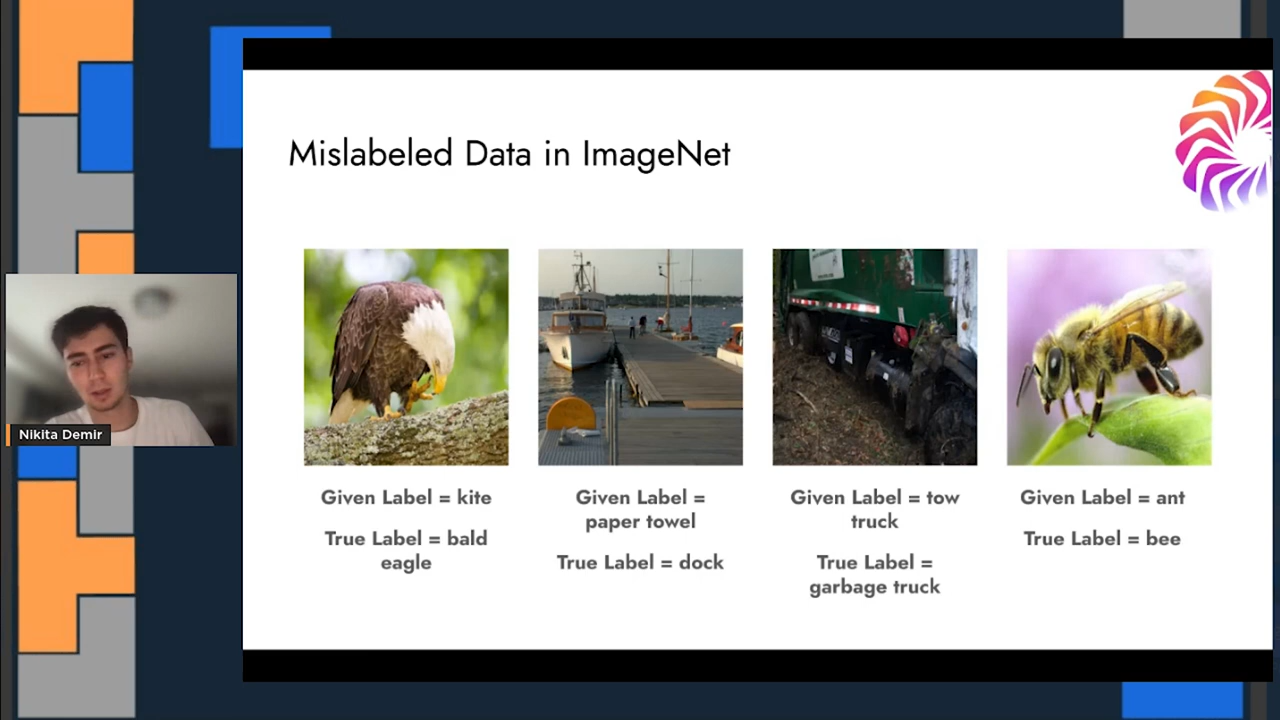 Mislabeled Data in ImageNet
Nikita Demir
Given Label = kite
True Label = bald
eagle
Given Label =
paper towel
True Label = dock
Given Label = tow
truck
True Label =
garbage truck
Given Label = ant
True Label = bee